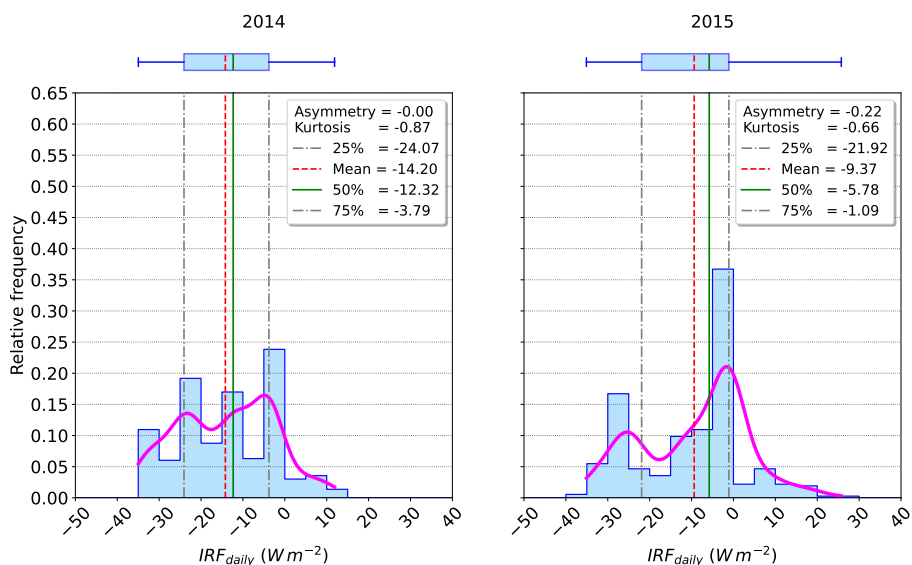 2014
2015
Relative frequency
0.65
0.60
0.55
0.50
0.45
0.40
0.35
0.30
0.25
0.20
0.15
0.10
0.05
0.00
Asymmetry = -0.00
Kurtosis = -0.87
25% = -24.07
Mean = -14.20
50% = -12.32
75% = -3.79
−50 −40 −30 −20 −10 0 10 20 30 40
IRF_daily (W m⁻²)
Asymmetry = -0.22
Kurtosis = -0.66
25% = -21.92
Mean = -9.37
50% = -5.78
75% = -1.09
−50 −40 −30 −20 −10 0 10 20 30 40
IRF_daily (W m⁻²)